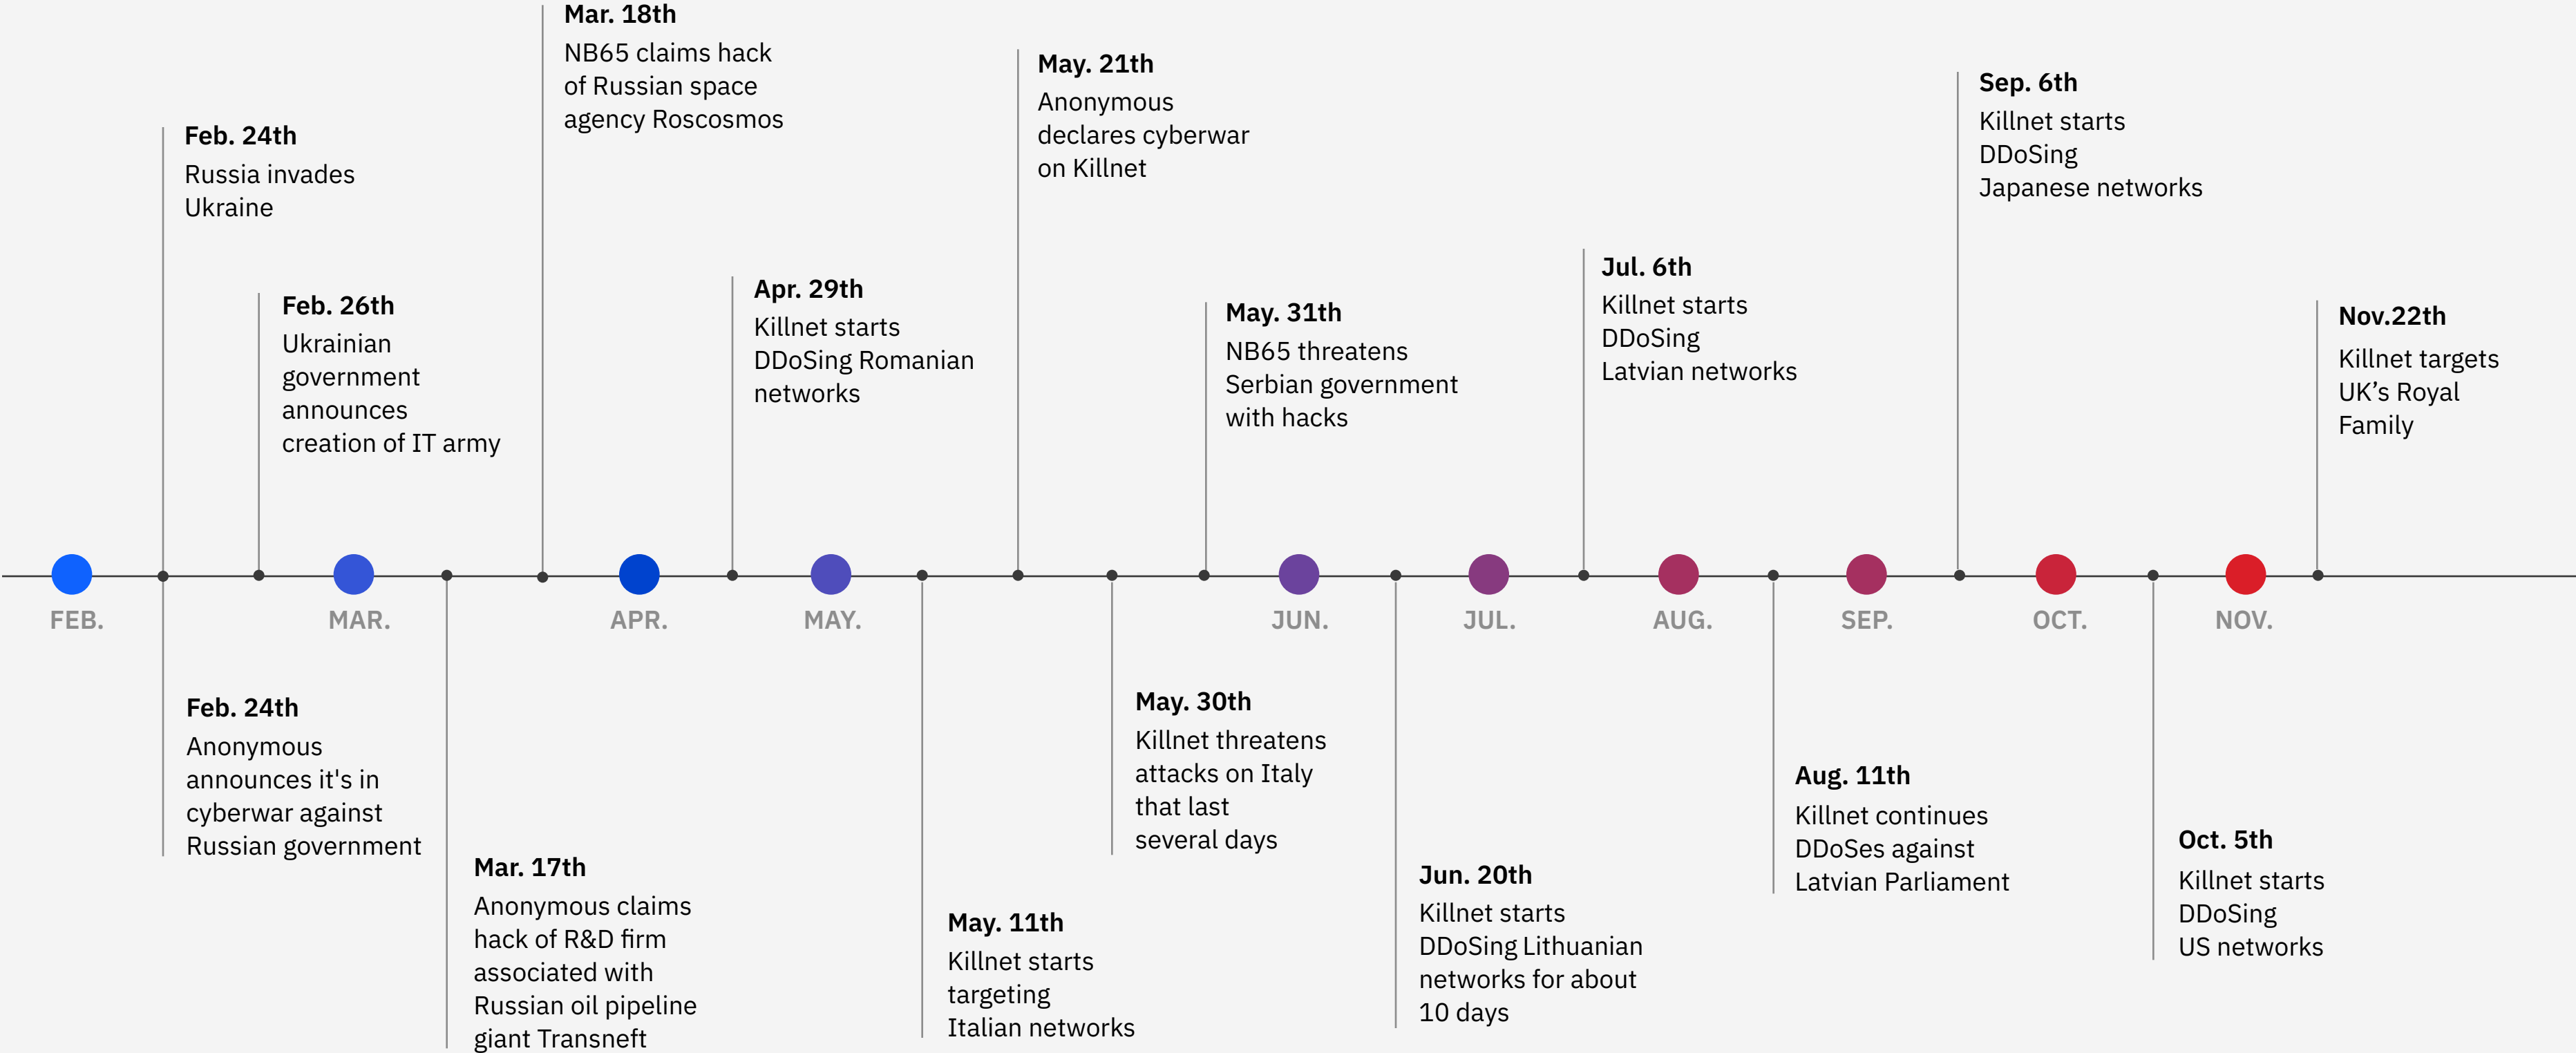 Mar. 18th
NB65 claims hack
of Russian space
agency Roscosmos
May. 21th
Anonymous
declares cyberwar
on Killnet
Sep. 6th
Killnet starts
DDoSing
Japanese networks
Feb. 24th
Russia invades
Ukraine
Feb. 26th
Ukrainian
government
announces
creation of IT army
Apr. 29th
Killnet starts
DDoSing Romanian
networks
May. 31th
NB65 threatens
Serbian government
with hacks
Jul. 6th
Killnet starts
DDoSing
Latvian networks
Nov.22th
Killnet targets
UK’s Royal
Family
FEB.
MAR.
APR.
MAY.
JUN.
JUL.
AUG.
SEP.
OCT.
NOV.
Feb. 24th
Anonymous
announces it's in
cyberwar against
Russian government
Mar. 17th
Anonymous claims
hack of R&D firm
associated with
Russian oil pipeline
giant Transneft
May. 11th
Killnet starts
targeting
Italian networks
May. 30th
Killnet threatens
attacks on Italy
that last
several days
Jun. 20th
Killnet starts
DDoSing Lithuanian
networks for about
10 days
Aug. 11th
Killnet continues
DDoSes against
Latvian Parliament
Oct. 5th
Killnet starts
DDoSing
US networks